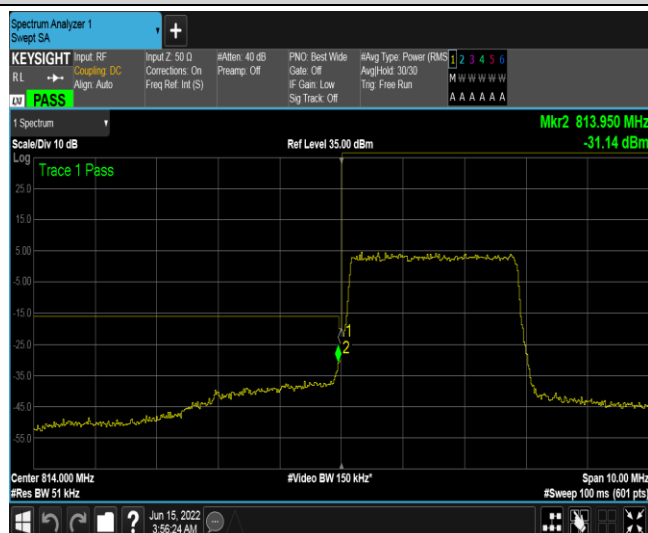 Spectrum Analyzer 1
Swept SA
+
KEYSIGHT Input: RF Input Z: 50 Ω #Atten: 40 dB PNO: Best Wide #Avg Type: Power (RMS 1 2 3 4 5 6
RL Coupling: DC Corrections: On Preamp: Off Gate: Off Avg|Hold: 30/30 M W W W W W
Align: Auto Freq Ref: Int (S) IF Gain: Low Trig: Free Run
LXI PASS Sig Track: Off A A A A A A
1 Spectrum Mkr2 813.950 MHz
Scale/Div 10 dB Ref Level 35.00 dBm -31.14 dBm
Log
Trace 1 Pass
25.0
15.0
5.00
-5.00
-15.0
1
2
-25.0
-35.0
-45.0
-55.0
Center 814.000 MHz #Video BW 150 kHz* Span 10.00 MHz
#Res BW 51 kHz #Sweep 100 ms (601 pts)
? Jun 15, 2022
3:56:24 AM